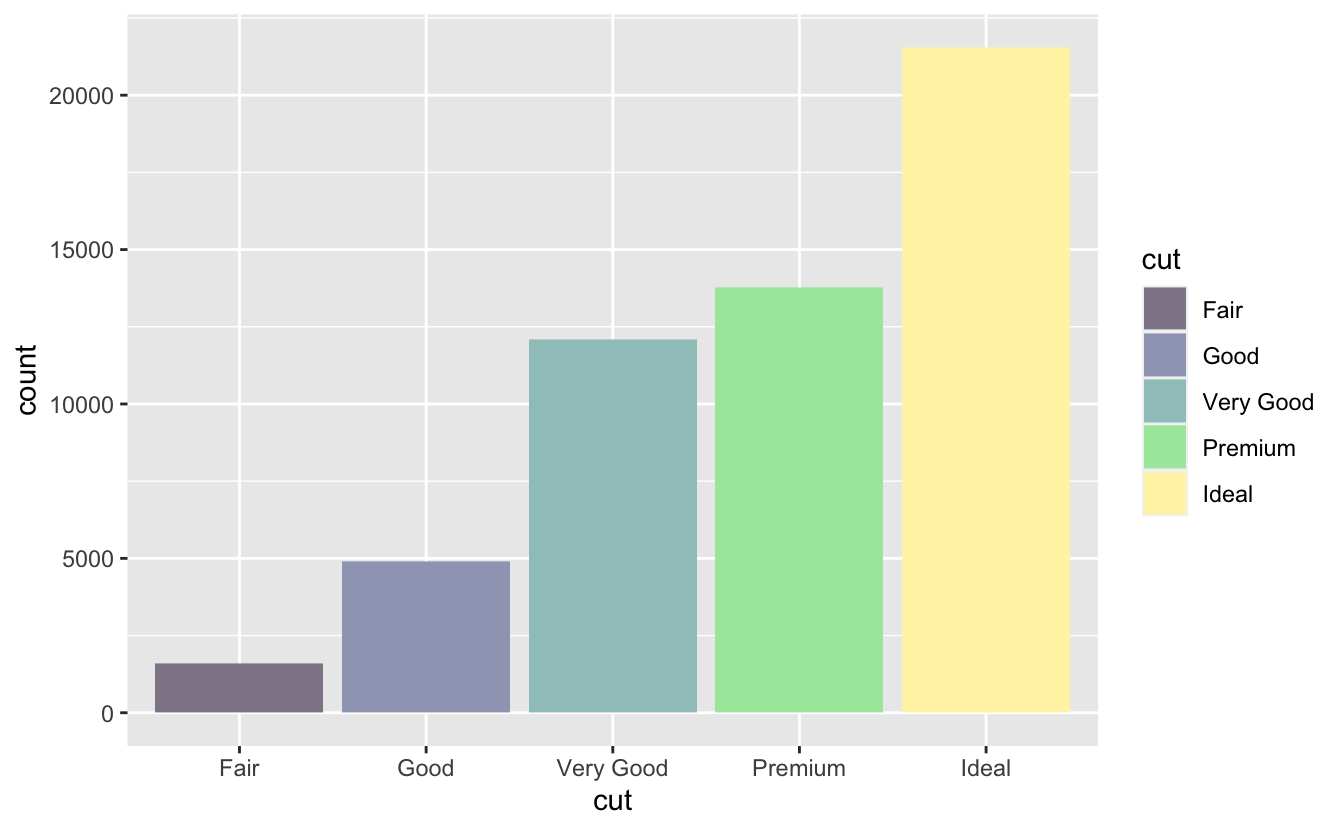 20000
15000
10000
5000
0
count
Fair
Good
Very Good
Premium
Ideal
cut
cut
Fair
Good
Very Good
Premium
Ideal